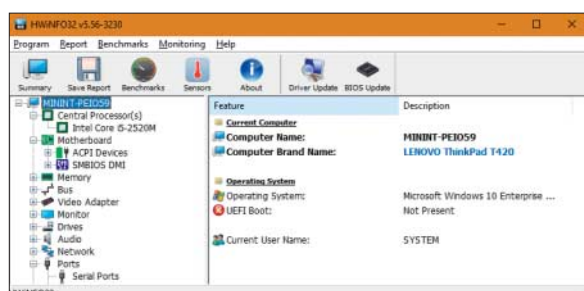 HWiNFO32 v5.56-3230
Program Report Benchmarks Monitoring Help
Summary Save Report Benchmarks Sensors About Driver Update BIOS Update
MININT-PEIO59
Central Processor(s)
Intel Core i5-2520M
Motherboard
ACPI Devices
SMBIOS DMI
Memory
Bus
Video Adapter
Monitor
Drives
Audio
Network
Ports
Serial Ports
Feature Description
Current Computer
Computer Name: MININT-PEIO59
Computer Brand Name: LENOVO ThinkPad T420
Operating System
Operating System: Microsoft Windows 10 Enterprise ...
UEFI Boot: Not Present
Current User Name: SYSTEM